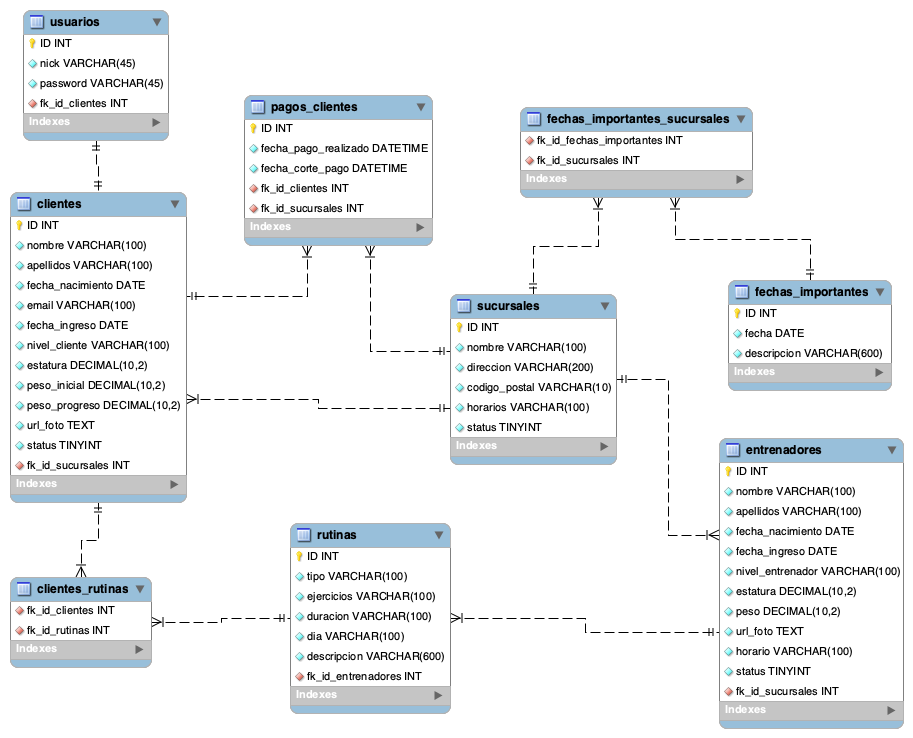 usuarios
ID INT
nick VARCHAR(45)
password VARCHAR(45)
fk_id_clientes INT
Indexes
pagos_clientes
ID INT
fecha_pago_realizado DATETIME
fecha_corte_pago DATETIME
fk_id_clientes INT
fk_id_sucursales INT
Indexes
fechas_importantes_sucursales
fk_id_fechas_importantes INT
fk_id_sucursales INT
Indexes
clientes
ID INT
nombre VARCHAR(100)
apellidos VARCHAR(100)
fecha_nacimiento DATE
email VARCHAR(100)
fecha_ingreso DATE
nivel_cliente VARCHAR(100)
estatura DECIMAL(10,2)
peso_inicial DECIMAL(10,2)
peso_progreso DECIMAL(10,2)
url_foto TEXT
status TINYINT
fk_id_sucursales INT
Indexes
sucursales
ID INT
nombre VARCHAR(100)
direccion VARCHAR(200)
codigo_postal VARCHAR(10)
horarios VARCHAR(100)
status TINYINT
Indexes
fechas_importantes
ID INT
fecha DATE
descripcion VARCHAR(600)
Indexes
entrenadores
ID INT
nombre VARCHAR(100)
apellidos VARCHAR(100)
fecha_nacimiento DATE
fecha_ingreso DATE
nivel_entrenador VARCHAR(100)
estatura DECIMAL(10,2)
peso DECIMAL(10,2)
url_foto TEXT
horario VARCHAR(100)
status TINYINT
fk_id_sucursales INT
Indexes
rutinas
ID INT
tipo VARCHAR(100)
ejercicios VARCHAR(100)
duracion VARCHAR(100)
dia VARCHAR(100)
descripcion VARCHAR(600)
fk_id_entrenadores INT
Indexes
clientes_rutinas
fk_id_clientes INT
fk_id_rutinas INT
Indexes